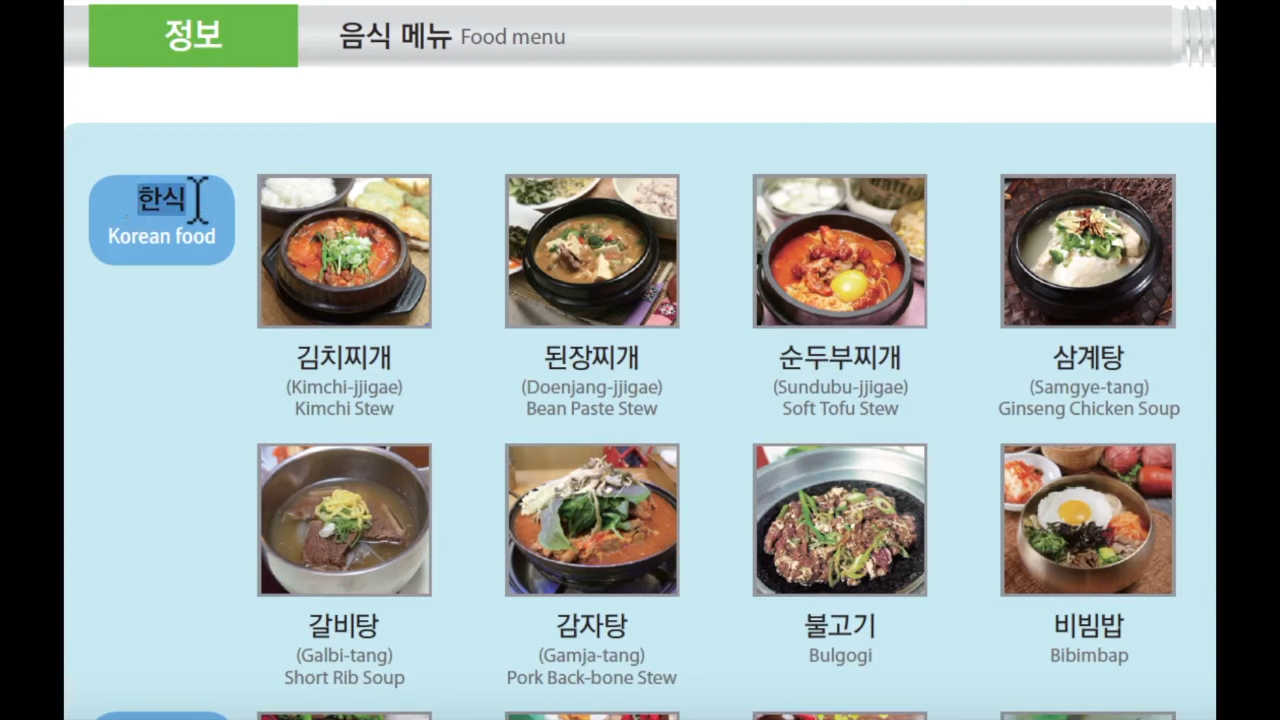 정보
음식 메뉴 Food menu
한식
Korean food
김치찌개
(Kimchi-jjigae)
Kimchi Stew
된장찌개
(Doenjang-jjigae)
Bean Paste Stew
순두부찌개
(Sundubu-jjigae)
Soft Tofu Stew
삼계탕
(Samgye-tang)
Ginseng Chicken Soup
갈비탕
(Galbi-tang)
Short Rib Soup
감자탕
(Gamja-tang)
Pork Back-bone Stew
불고기
Bulgogi
비빔밥
Bibimbap